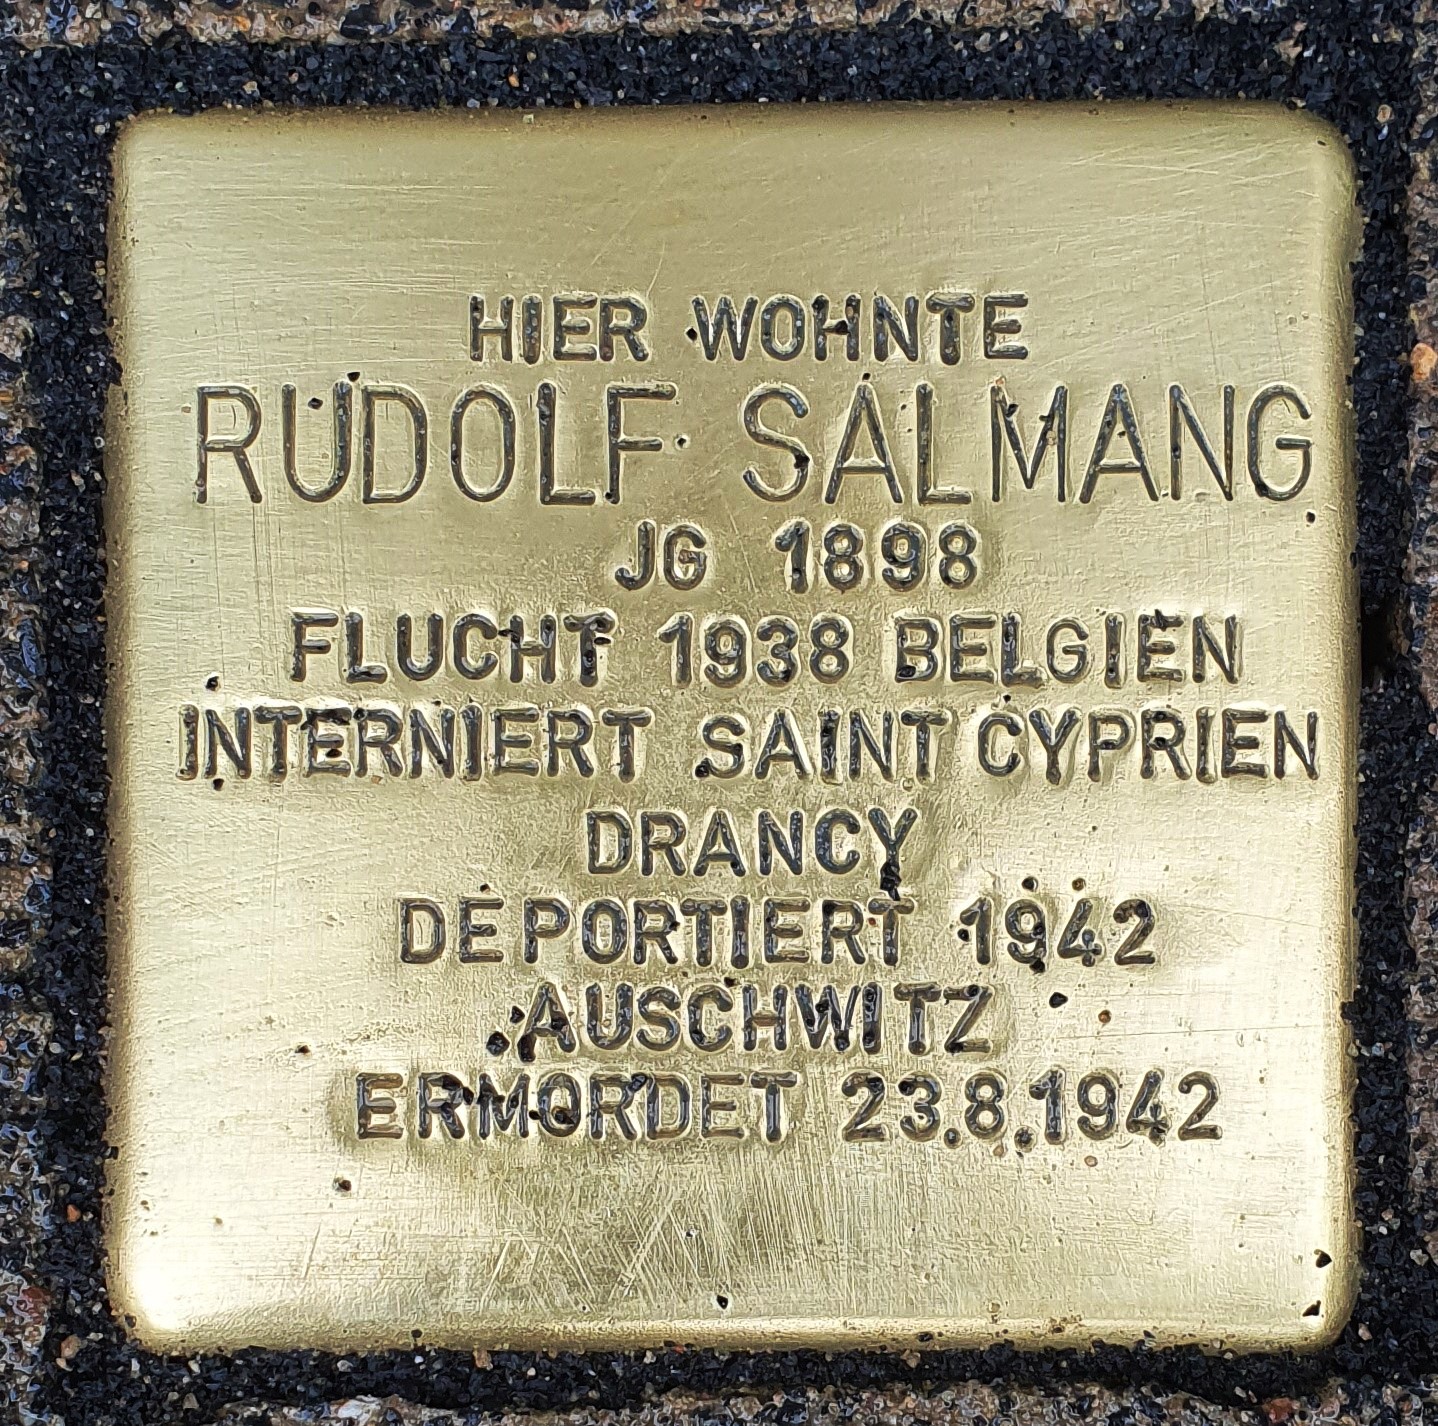 HIER WOHNTE
RUDOLF SALMANG
JG 1898
FLUCHT 1938 BELGIEN
INTERNIERT SAINT CYPRIEN
DRANCY
DEPORTIERT 1942
AUSCHWITZ
ERMORDET 23.8.1942